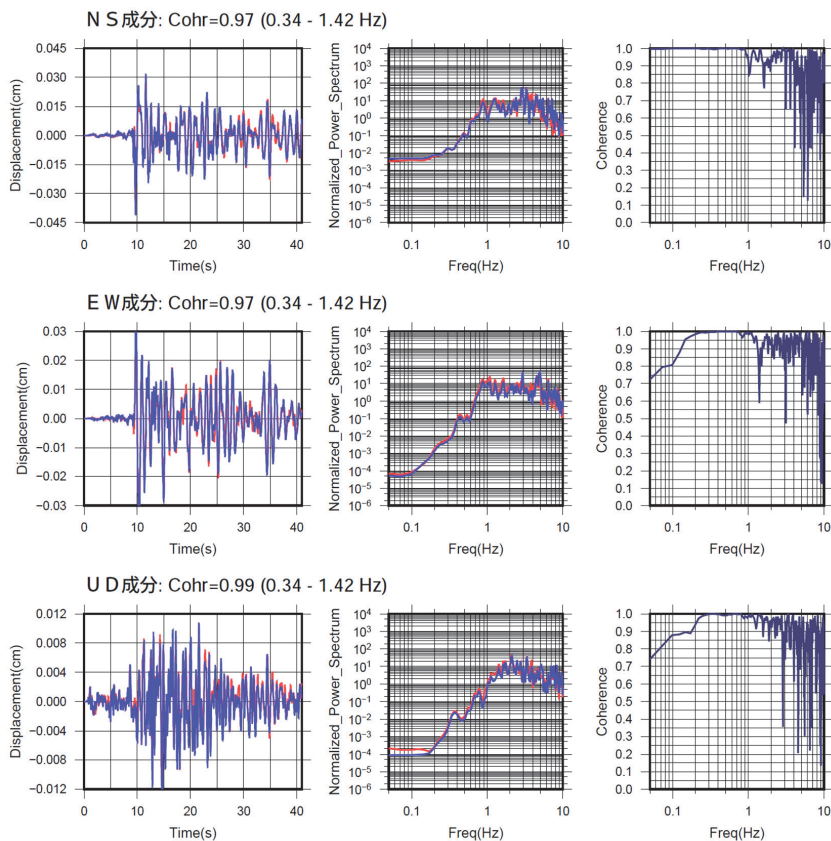 ＮＳ成分: Cohr=0.97 (0.34 - 1.42 Hz)
Displacement(cm)
0.045
0.030
0.015
0.000
−0.015
−0.030
−0.045
0 10 20 30 40
Time(s)
Normalized_Power_Spectrum
10⁴
10³
10²
10¹
10⁰
10⁻¹
10⁻²
10⁻³
10⁻⁴
10⁻⁵
10⁻⁶
0.1 1 10
Freq(Hz)
Coherence
1.0
0.9
0.8
0.7
0.6
0.5
0.4
0.3
0.2
0.1
0.0
0.1 1 10
Freq(Hz)
ＥＷ成分: Cohr=0.97 (0.34 - 1.42 Hz)
Displacement(cm)
0.03
0.02
0.01
0.00
−0.01
−0.02
−0.03
0 10 20 30 40
Time(s)
Normalized_Power_Spectrum
10⁴
10³
10²
10¹
10⁰
10⁻¹
10⁻²
10⁻³
10⁻⁴
10⁻⁵
10⁻⁶
0.1 1 10
Freq(Hz)
Coherence
1.0
0.9
0.8
0.7
0.6
0.5
0.4
0.3
0.2
0.1
0.0
0.1 1 10
Freq(Hz)
ＵＤ成分: Cohr=0.99 (0.34 - 1.42 Hz)
Displacement(cm)
0.012
0.008
0.004
0.000
−0.004
−0.008
−0.012
0 10 20 30 40
Time(s)
Normalized_Power_Spectrum
10⁴
10³
10²
10¹
10⁰
10⁻¹
10⁻²
10⁻³
10⁻⁴
10⁻⁵
10⁻⁶
0.1 1 10
Freq(Hz)
Coherence
1.0
0.9
0.8
0.7
0.6
0.5
0.4
0.3
0.2
0.1
0.0
0.1 1 10
Freq(Hz)